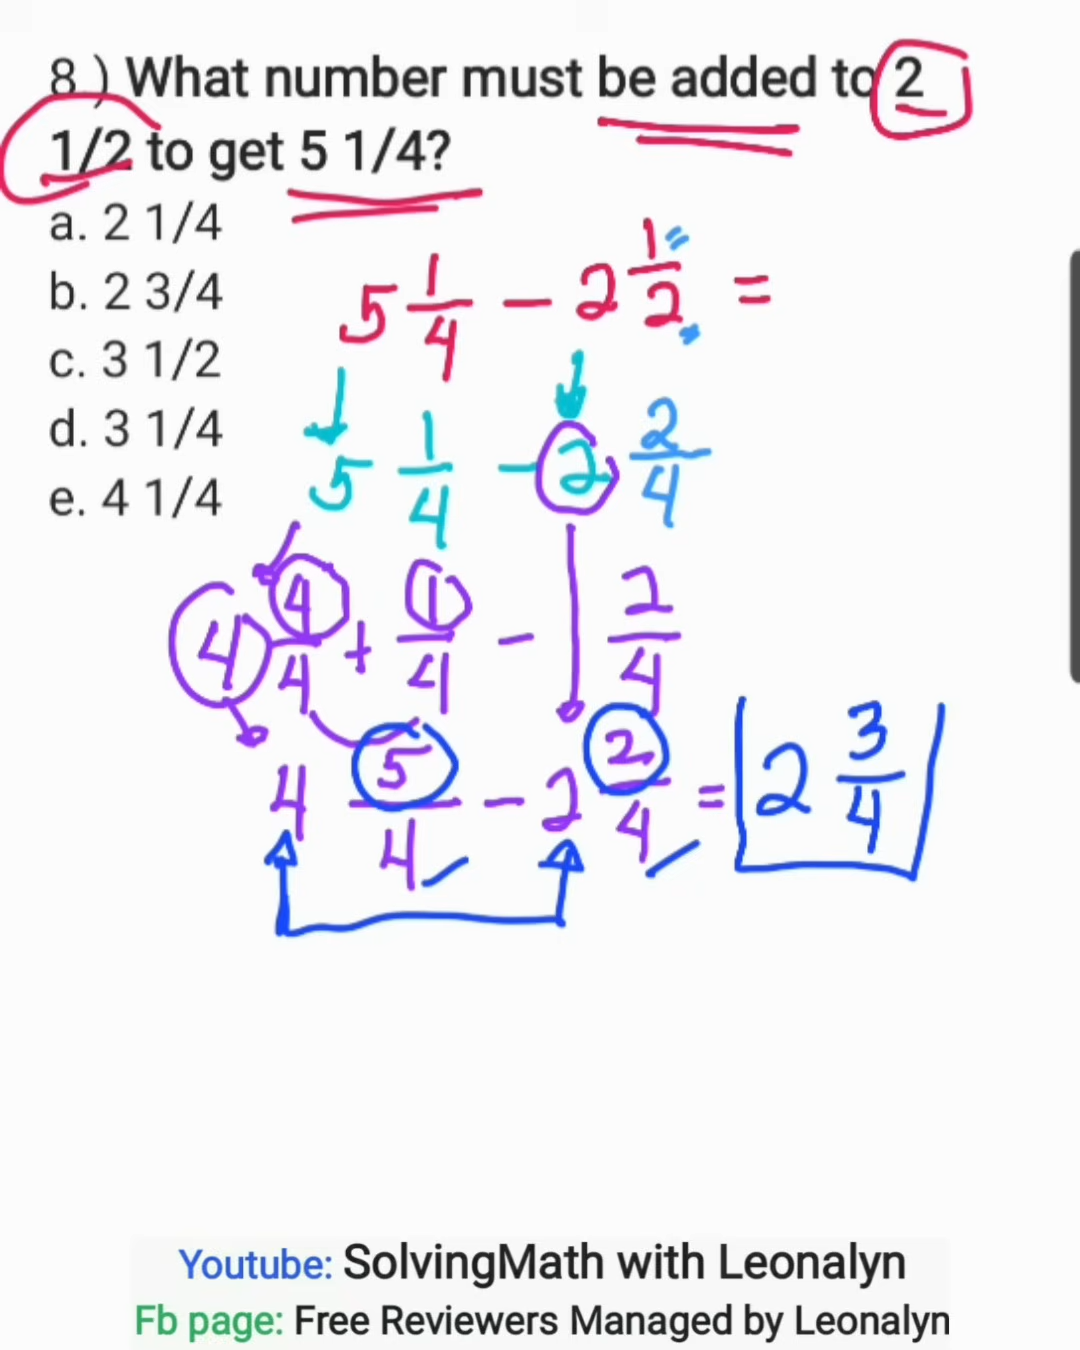 8.) What number must be added to 2
1/2 to get 5 1/4?
a. 2 1/4
b. 2 3/4
c. 3 1/2
d. 3 1/4
e. 4 1/4
5 1/4 - 2 1/2 =
5 1/4 - 2 2/4
4 4/4 + 1/4 - 2/4
4 5/4 - 2 2/4 = 2 3/4
Youtube: SolvingMath with Leonalyn
Fb page: Free Reviewers Managed by Leonalyn